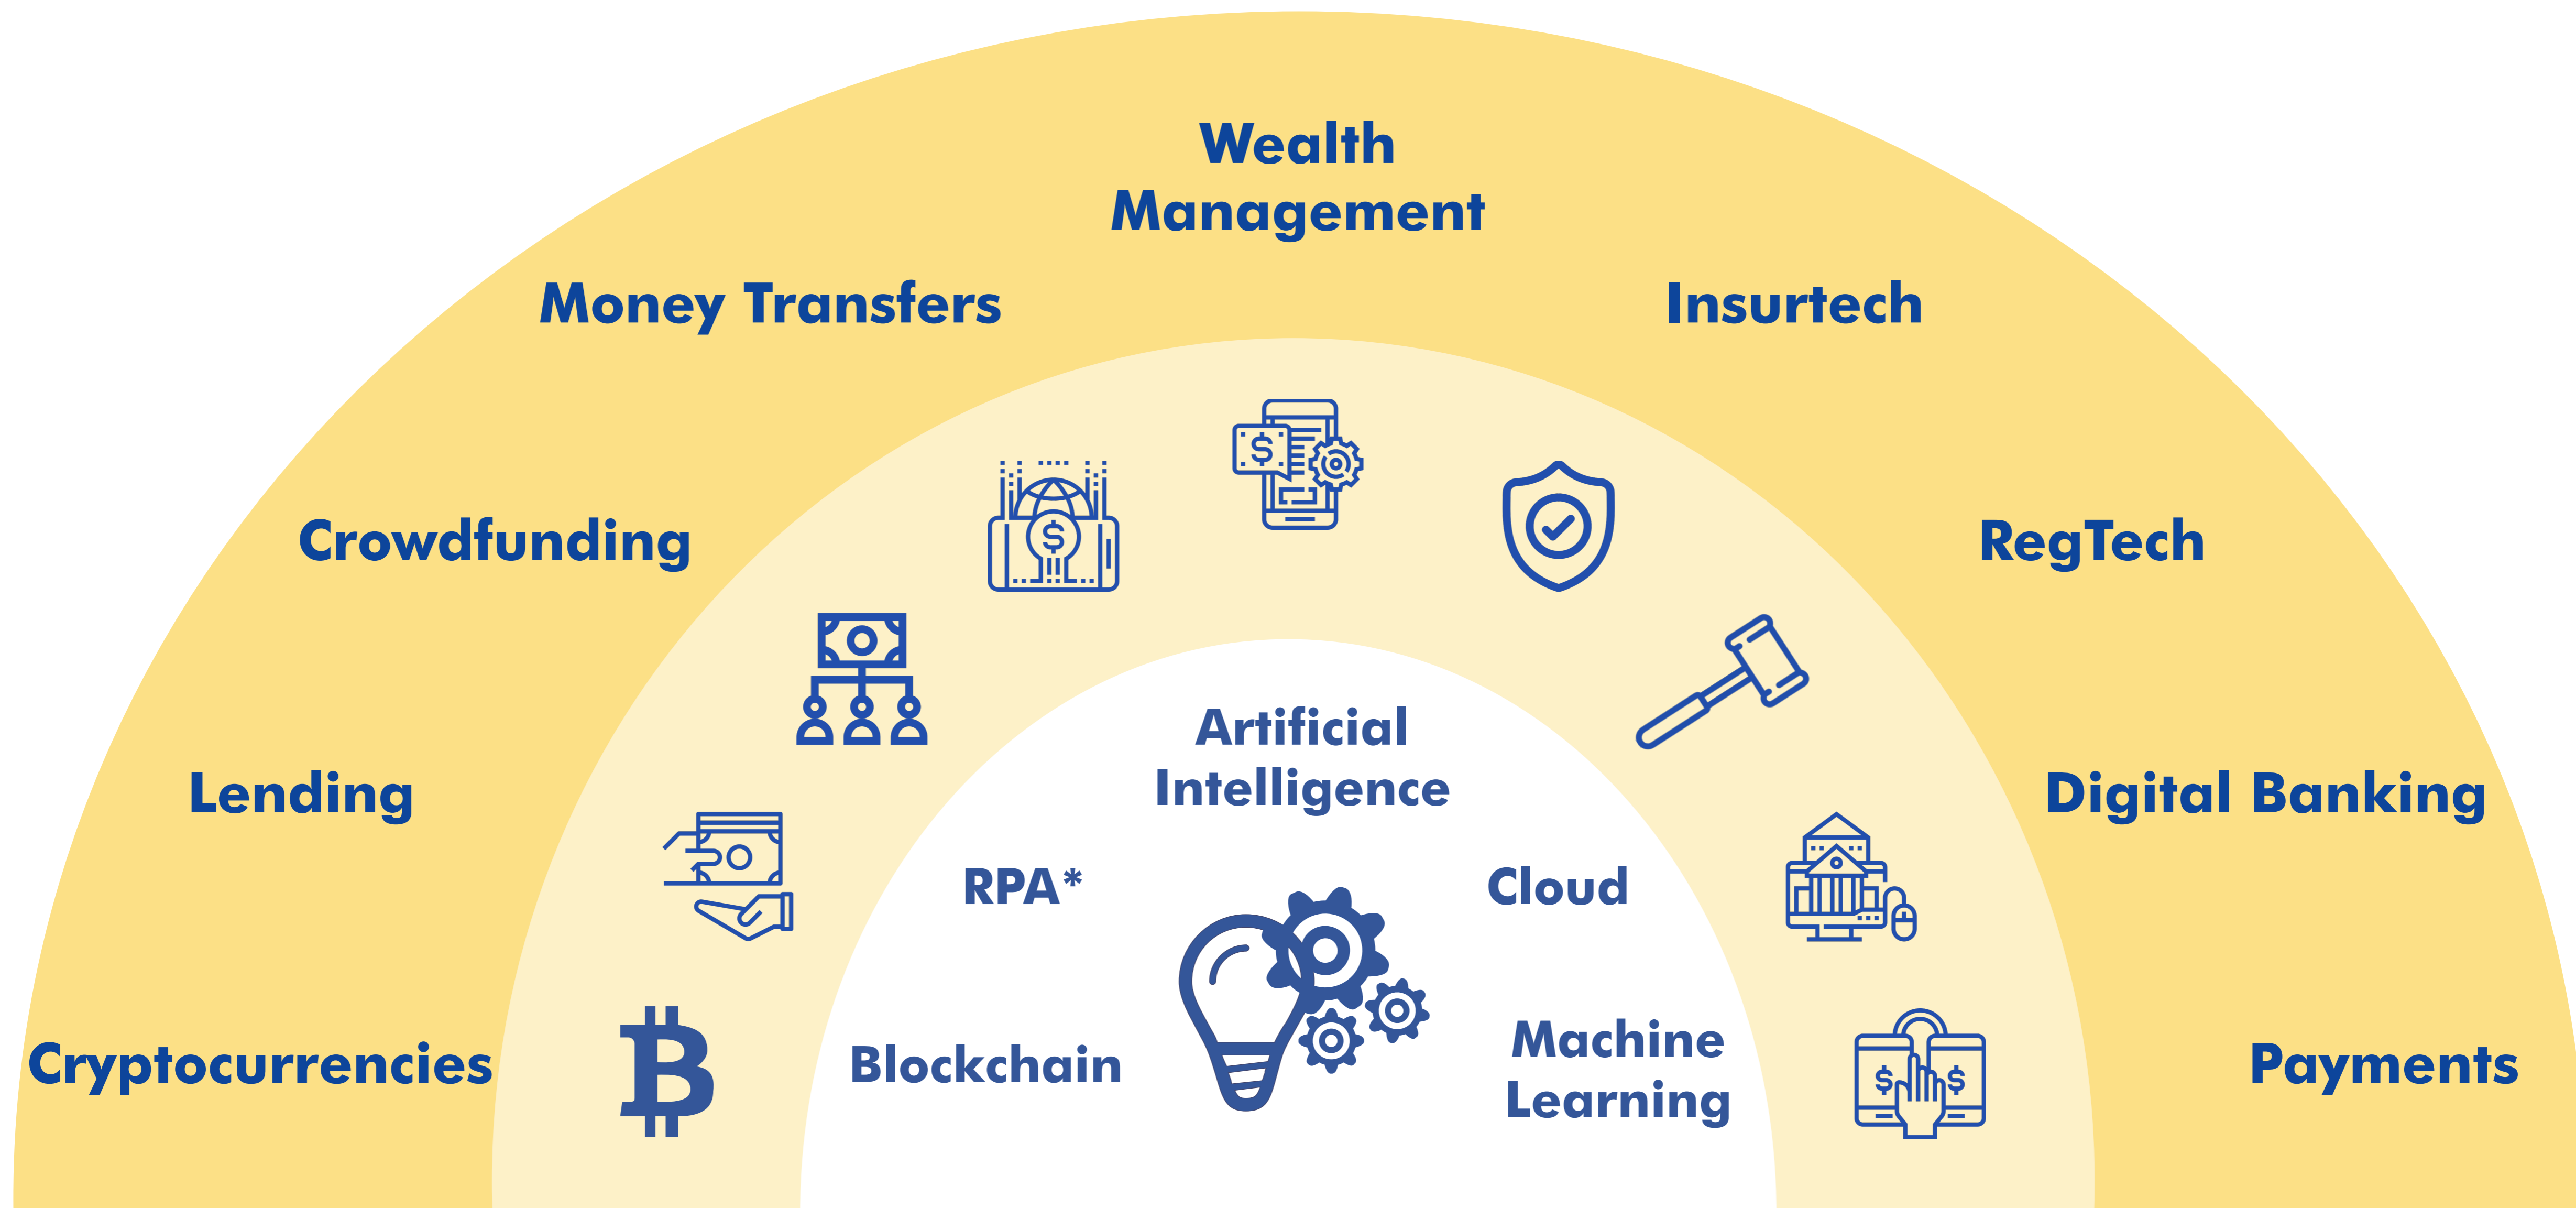 Wealth
Management
Money Transfers
Insurtech
Crowdfunding
RegTech
Lending
Digital Banking
Cryptocurrencies
Payments
Artificial
Intelligence
RPA*
Cloud
Blockchain
Machine
Learning
$
$
$
$